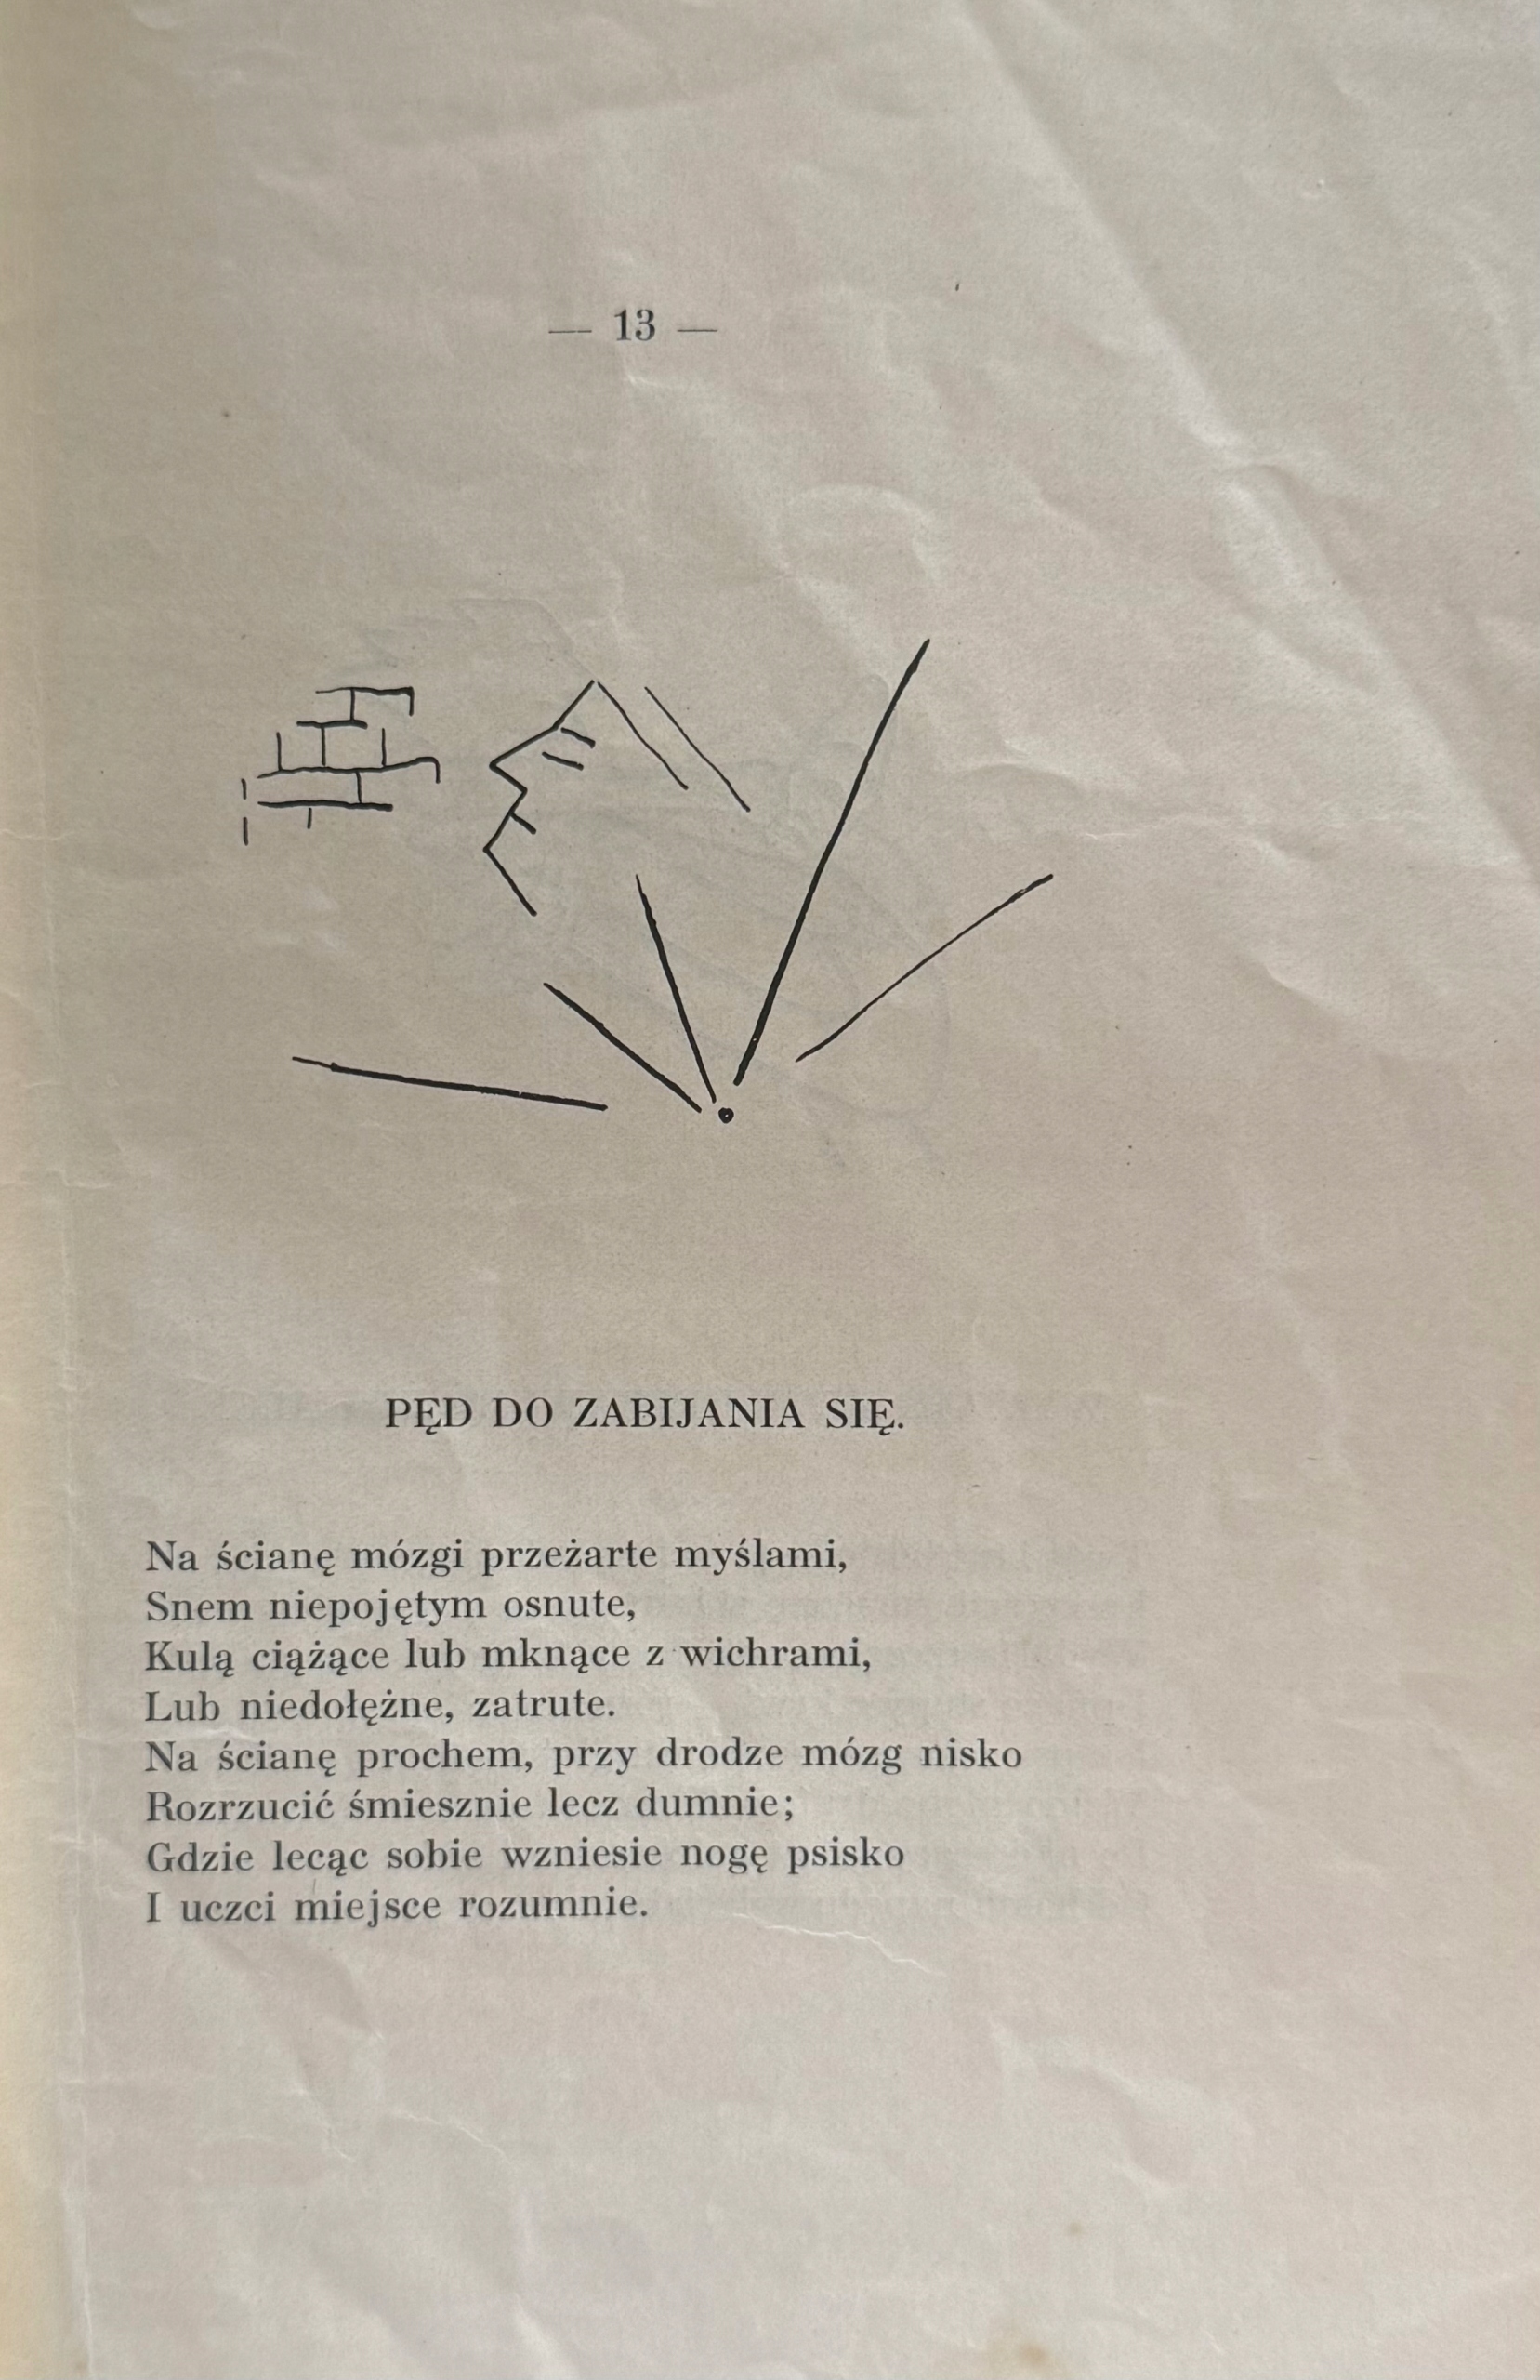 — 13 —
PĘD DO ZABIJANIA SIĘ.
Na ścianę mózgi przeżarte myślami,
Snem niepojętym osnute,
Kulą ciążące lub mknące z wichrami,
Lub niedołężne, zatrute.
Na ścianę prochem, przy drodze mózg nisko
Rozrzucić śmiesznie lecz dumnie;
Gdzie lecąc sobie wzniesie nogę psisko
I uczci miejsce rozumnie.